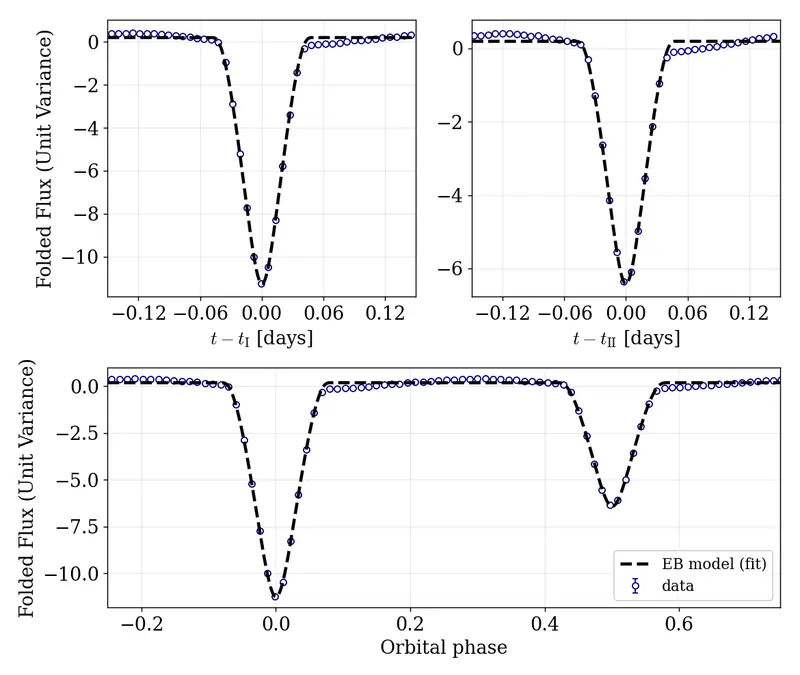 Folded Flux (Unit Variance)
0
−2
−4
−6
−8
−10
−0.12 −0.06 0.00 0.06 0.12
t − t_I [days]
0
−2
−4
−6
−0.12 −0.06 0.00 0.06 0.12
t − t_II [days]
Folded Flux (Unit Variance)
0.0
−2.5
−5.0
−7.5
−10.0
EB model (fit)
data
−0.2 0.0 0.2 0.4 0.6
Orbital phase